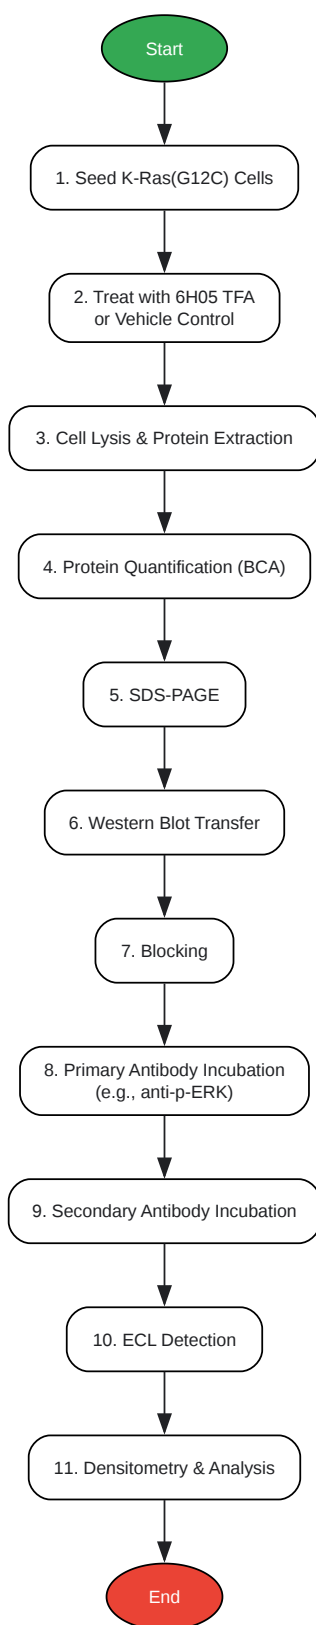 Start
1. Seed K-Ras(G12C) Cells
2. Treat with 6H05 TFA
or Vehicle Control
3. Cell Lysis & Protein Extraction
4. Protein Quantification (BCA)
5. SDS-PAGE
6. Western Blot Transfer
7. Blocking
8. Primary Antibody Incubation
(e.g., anti-p-ERK)
9. Secondary Antibody Incubation
10. ECL Detection
11. Densitometry & Analysis
End